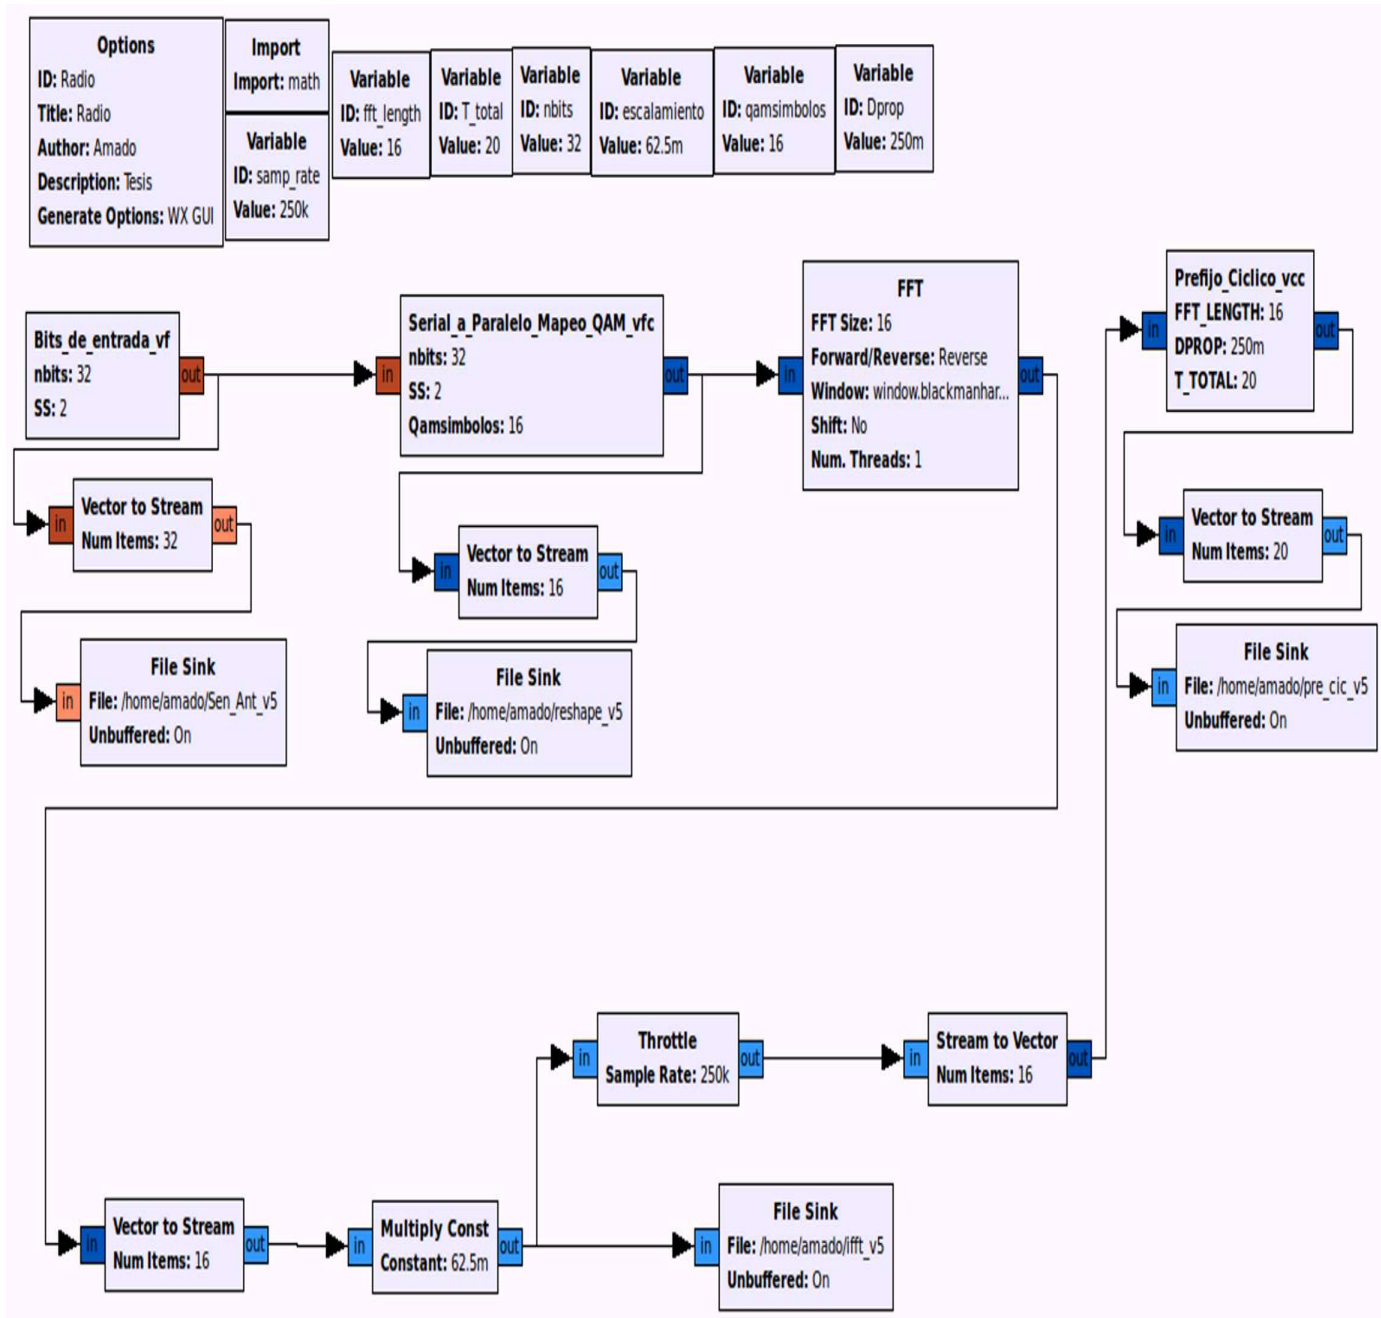 Options
ID: Radio
Title: Radio
Author: Amado
Description: Tesis
Generate Options: WX GUI
Import
Import: math
Variable
ID: samp_rate
Value: 250k
Variable
ID: fft_length
Value: 16
Variable
ID: T_total
Value: 20
Variable
ID: nbits
Value: 32
Variable
ID: escalamiento
Value: 62.5m
Variable
ID: qamsimbolos
Value: 16
Variable
ID: Dprop
Value: 250m
Bits_de_entrada_vf
nbits: 32
SS: 2
out
in
Serial_a_Paralelo_Mapeo_QAM_vfc
nbits: 32
SS: 2
Qamsimbolos: 16
out
in
FFT
FFT Size: 16
Forward/Reverse: Reverse
Window: window.blackmanhar...
Shift: No
Num. Threads: 1
out
in
Prefijo_Ciclico_vcc
FFT_LENGTH: 16
DPROP: 250m
T_TOTAL: 20
out
in
Vector to Stream
Num Items: 32
out
in
Vector to Stream
Num Items: 16
out
in
Vector to Stream
Num Items: 20
out
in
File Sink
File: /home/amado/Sen_Ant_v5
Unbuffered: On
in
File Sink
File: /home/amado/reshape_v5
Unbuffered: On
in
File Sink
File: /home/amado/pre_cic_v5
Unbuffered: On
in
Throttle
Sample Rate: 250k
out
in
Stream to Vector
Num Items: 16
out
in
Vector to Stream
Num Items: 16
out
in
Multiply Const
Constant: 62.5m
out
in
File Sink
File: /home/amado/ifft_v5
Unbuffered: On